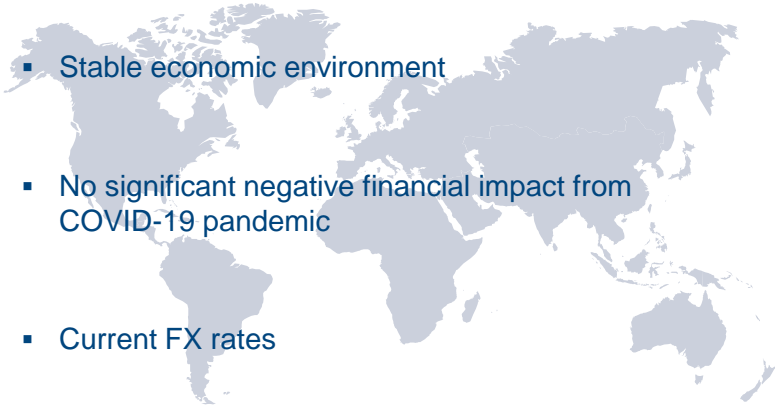 ▪ Stable economic environment
▪ No significant negative financial impact from
COVID-19 pandemic
▪ Current FX rates